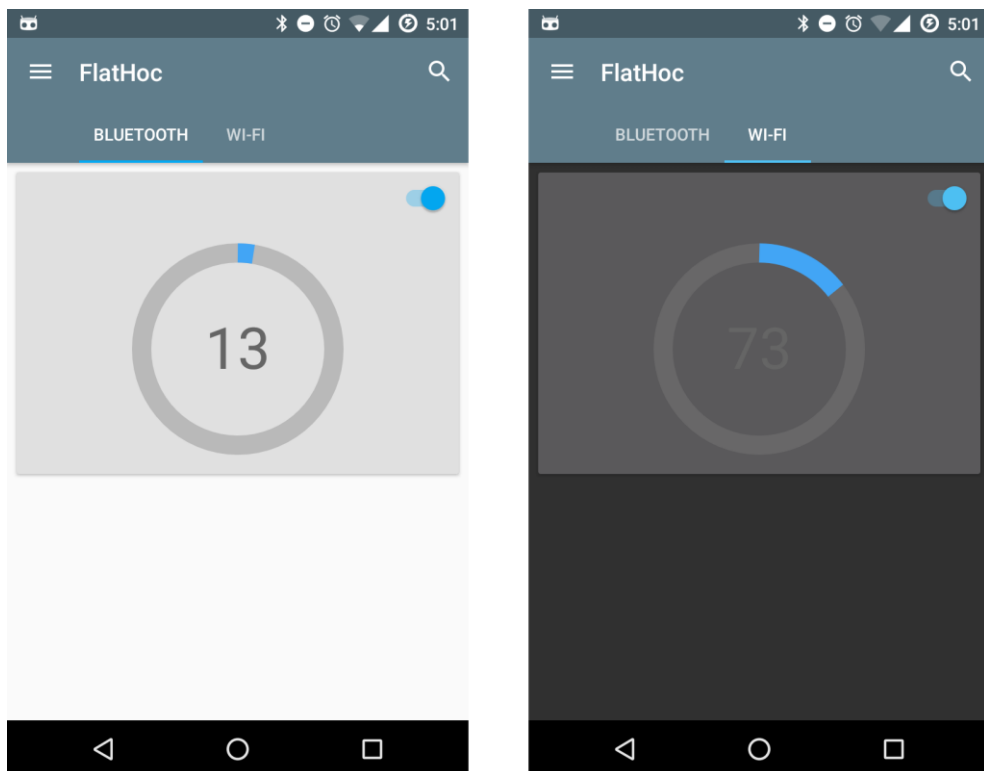 5:01
FlatHoc
BLUETOOTH WI-FI
13
5:01
FlatHoc
BLUETOOTH WI-FI
73